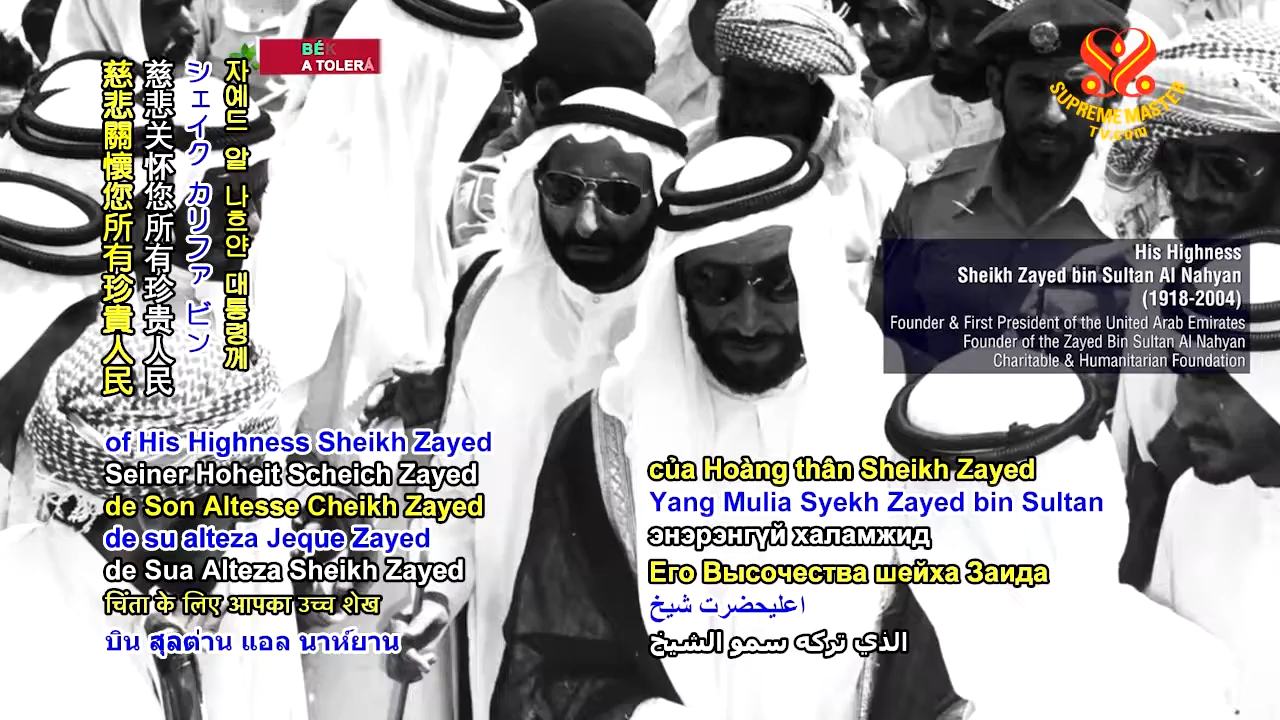 BÉK
A TOLERÁ
SUPREME MASTER
TV.com
慈悲關懷您所有珍貴人民
慈悲关怀您所有珍贵人民
シェイク カリファ ビン
자예드 알 나흐얀 대통령께
His Highness
Sheikh Zayed bin Sultan Al Nahyan
(1918-2004)
Founder & First President of the United Arab Emirates
Founder of the Zayed Bin Sultan Al Nahyan
Charitable & Humanitarian Foundation
of His Highness Sheikh Zayed
Seiner Hoheit Scheich Zayed
de Son Altesse Cheikh Zayed
de su alteza Jeque Zayed
de Sua Alteza Sheikh Zayed
चिंता के लिए आपका उच्च शेख
บิน สุลต่าน แอล นาห์ยาน
của Hoàng thân Sheikh Zayed
Yang Mulia Syekh Zayed bin Sultan
энэрэнгүй халамжид
Его Высочества шейха Заида
اعلیحضرت شیخ
الذي تركه سمو الشيخ